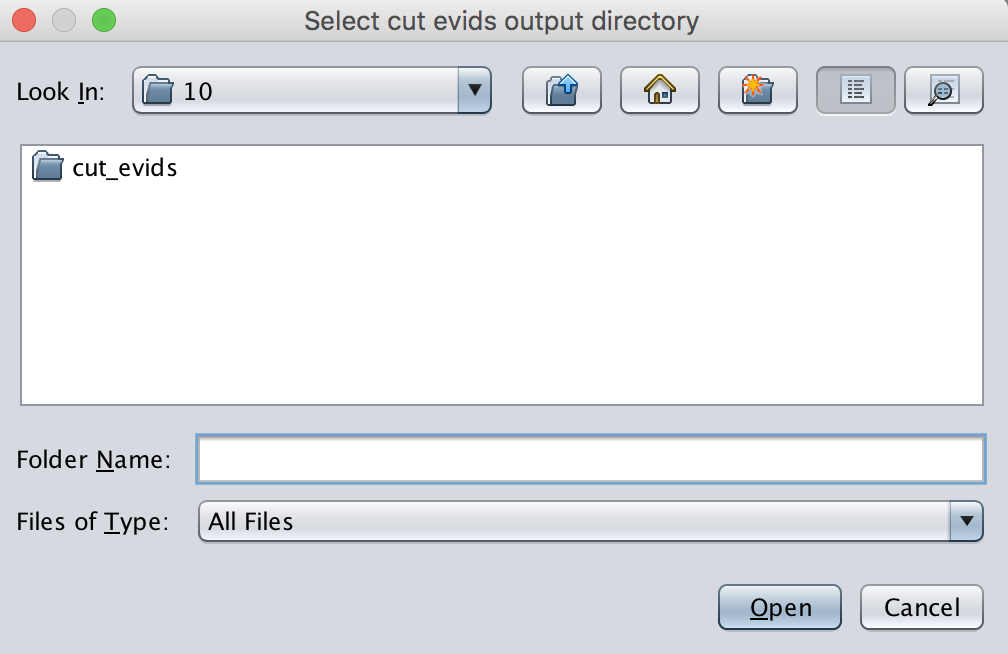 Select cut evids output directory
Look In: 10
cut_evids
Folder Name:
Files of Type: All Files
Open Cancel